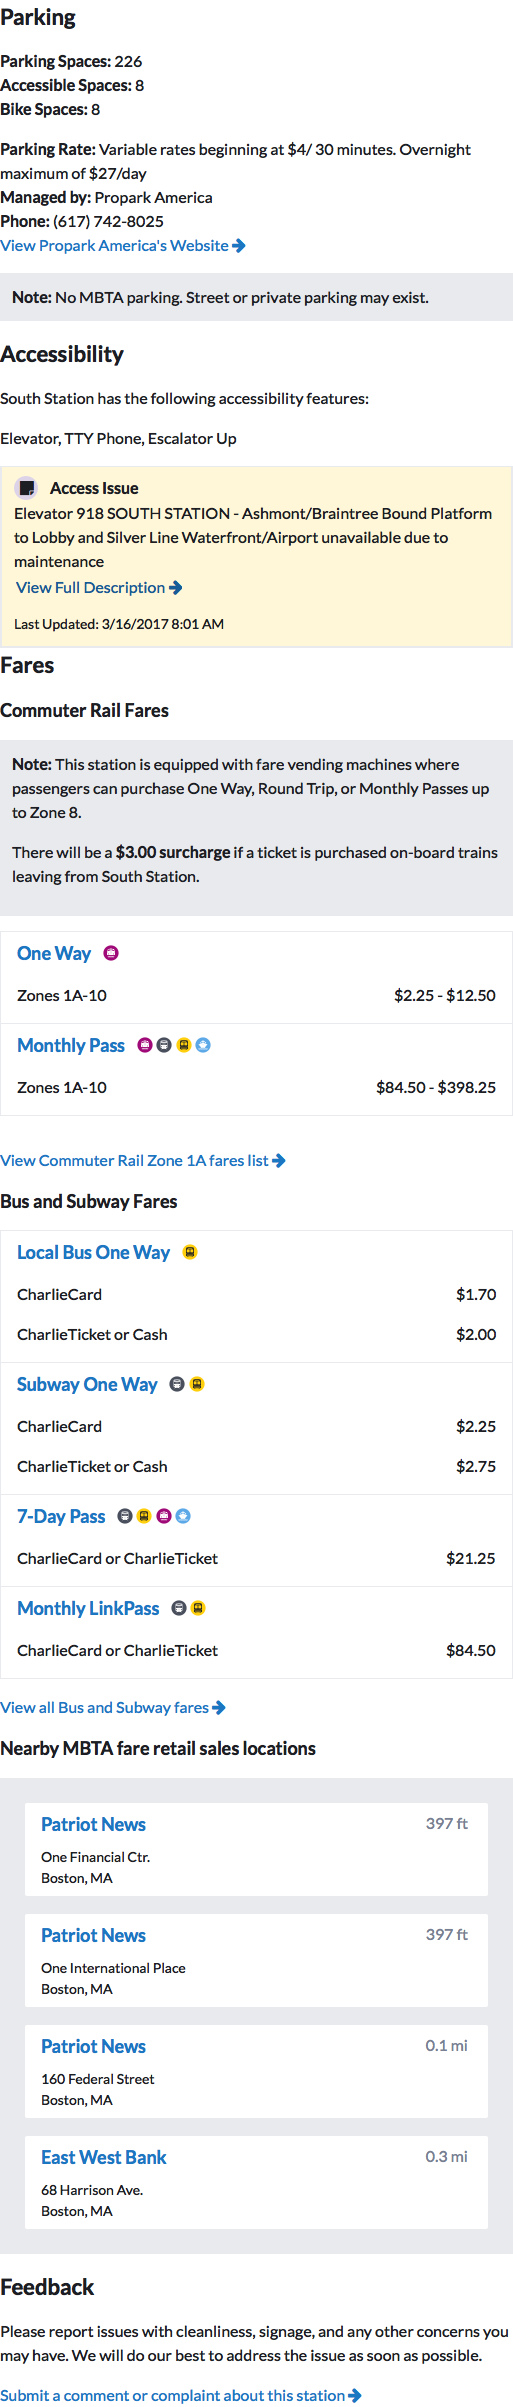 Parking
Parking Spaces: 226
Accessible Spaces: 8
Bike Spaces: 8
Parking Rate: Variable rates beginning at $4/ 30 minutes. Overnight
maximum of $27/day
Managed by: Propark America
Phone: (617) 742-8025
View Propark America's Website
Note: No MBTA parking. Street or private parking may exist.
Accessibility
South Station has the following accessibility features:
Elevator, TTY Phone, Escalator Up
Access Issue
Elevator 918 SOUTH STATION - Ashmont/Braintree Bound Platform
to Lobby and Silver Line Waterfront/Airport unavailable due to
maintenance
View Full Description
Last Updated: 3/16/2017 8:01 AM
Fares
Commuter Rail Fares
Note: This station is equipped with fare vending machines where
passengers can purchase One Way, Round Trip, or Monthly Passes up
to Zone 8.
There will be a $3.00 surcharge if a ticket is purchased on-board trains
leaving from South Station.
One Way
Zones 1A-10 $2.25 - $12.50
Monthly Pass
Zones 1A-10 $84.50 - $398.25
View Commuter Rail Zone 1A fares list
Bus and Subway Fares
Local Bus One Way
CharlieCard $1.70
CharlieTicket or Cash $2.00
Subway One Way
CharlieCard $2.25
CharlieTicket or Cash $2.75
7-Day Pass
CharlieCard or CharlieTicket $21.25
Monthly LinkPass
CharlieCard or CharlieTicket $84.50
View all Bus and Subway fares
Nearby MBTA fare retail sales locations
Patriot News 397 ft
One Financial Ctr.
Boston, MA
Patriot News 397 ft
One International Place
Boston, MA
Patriot News 0.1 mi
160 Federal Street
Boston, MA
East West Bank 0.3 mi
68 Harrison Ave.
Boston, MA
Feedback
Please report issues with cleanliness, signage, and any other concerns you
may have. We will do our best to address the issue as soon as possible.
Submit a comment or complaint about this station